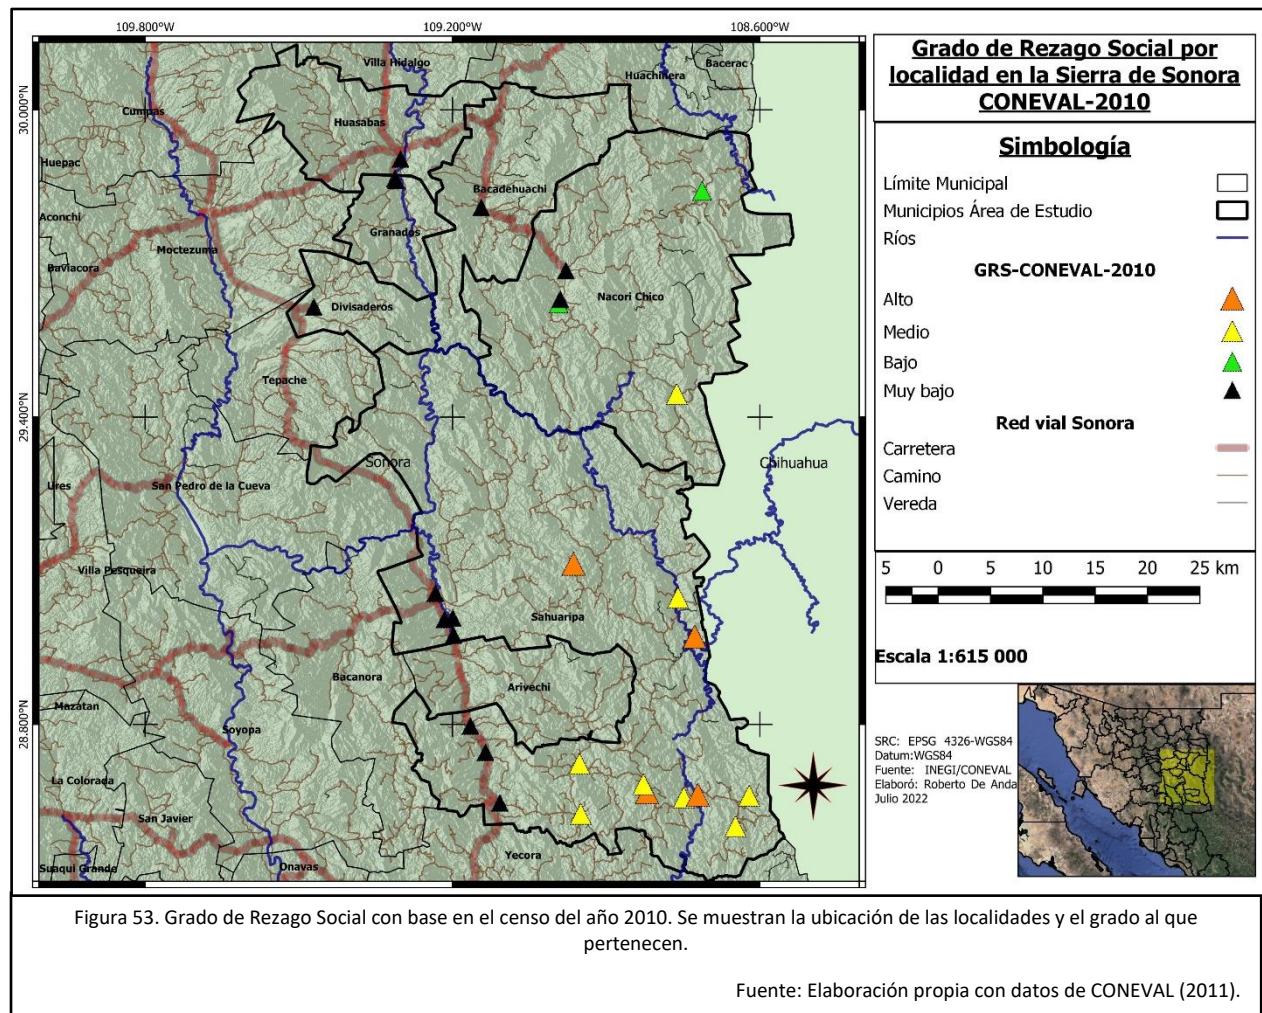 109.800°W 109.200°W 108.600°W
30.000°N
29.400°N
28.800°N
Villa Hidalgo
Huachinera
Bacerac
Cumpas
Huasabas
Huepac
Bacadehuachi
Aconchi
Granados
Moctezuma
Baviacora
Nacori Chico
Divisaderos
Tepache
Sonora
Chihuahua
Ures
San Pedro de la Cueva
Villa Pesqueira
Sahuaripa
Bacanora
Arivechi
Mazatan
Soyopa
La Colorada
San Javier
Yecora
Suaqui Grande
Onavas
Grado de Rezago Social por
localidad en la Sierra de Sonora
CONEVAL-2010
Simbología
Límite Municipal
Municipios Área de Estudio
Ríos
GRS-CONEVAL-2010
Alto
Medio
Bajo
Muy bajo
Red vial Sonora
Carretera
Camino
Vereda
5 0 5 10 15 20 25 km
Escala 1:615 000
SRC: EPSG 4326-WGS84
Datum:WGS84
Fuente: INEGI/CONEVAL
Elaboró: Roberto De Anda
Julio 2022
Figura 53. Grado de Rezago Social con base en el censo del año 2010. Se muestran la ubicación de las localidades y el grado al que
pertenecen.
Fuente: Elaboración propia con datos de CONEVAL (2011).